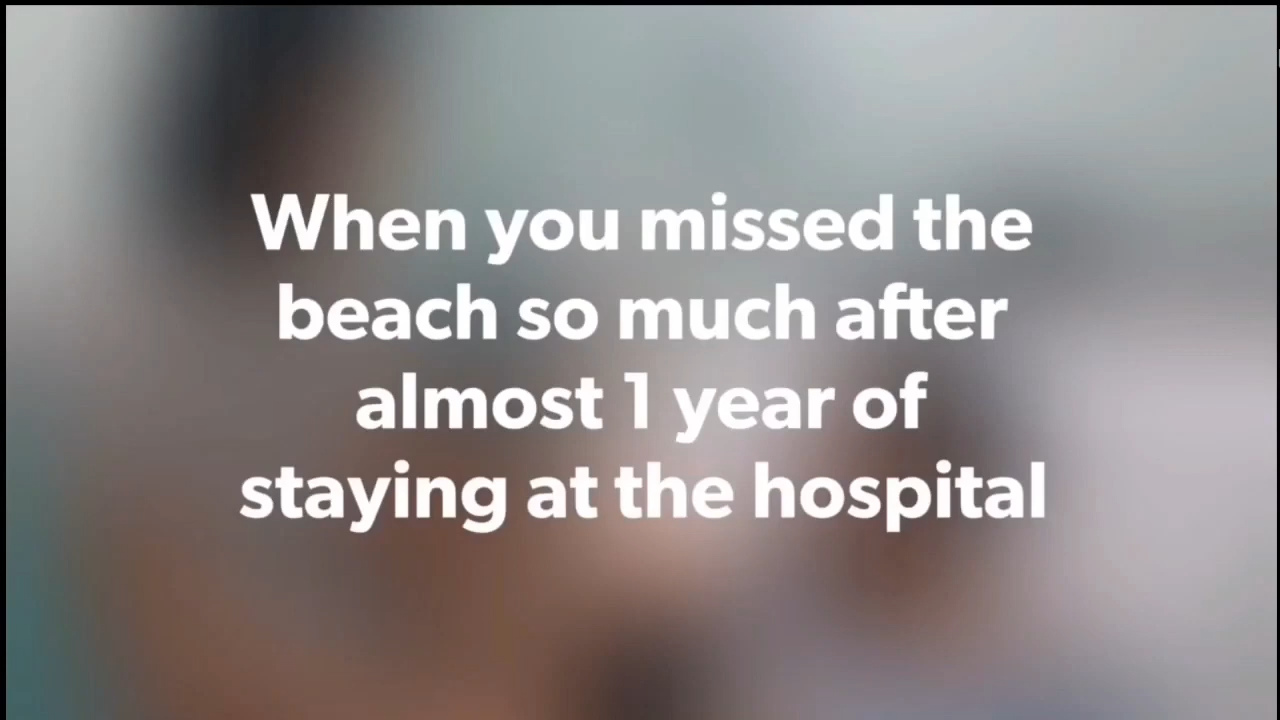 When you missed the
beach so much after
almost 1 year of
staying at the hospital